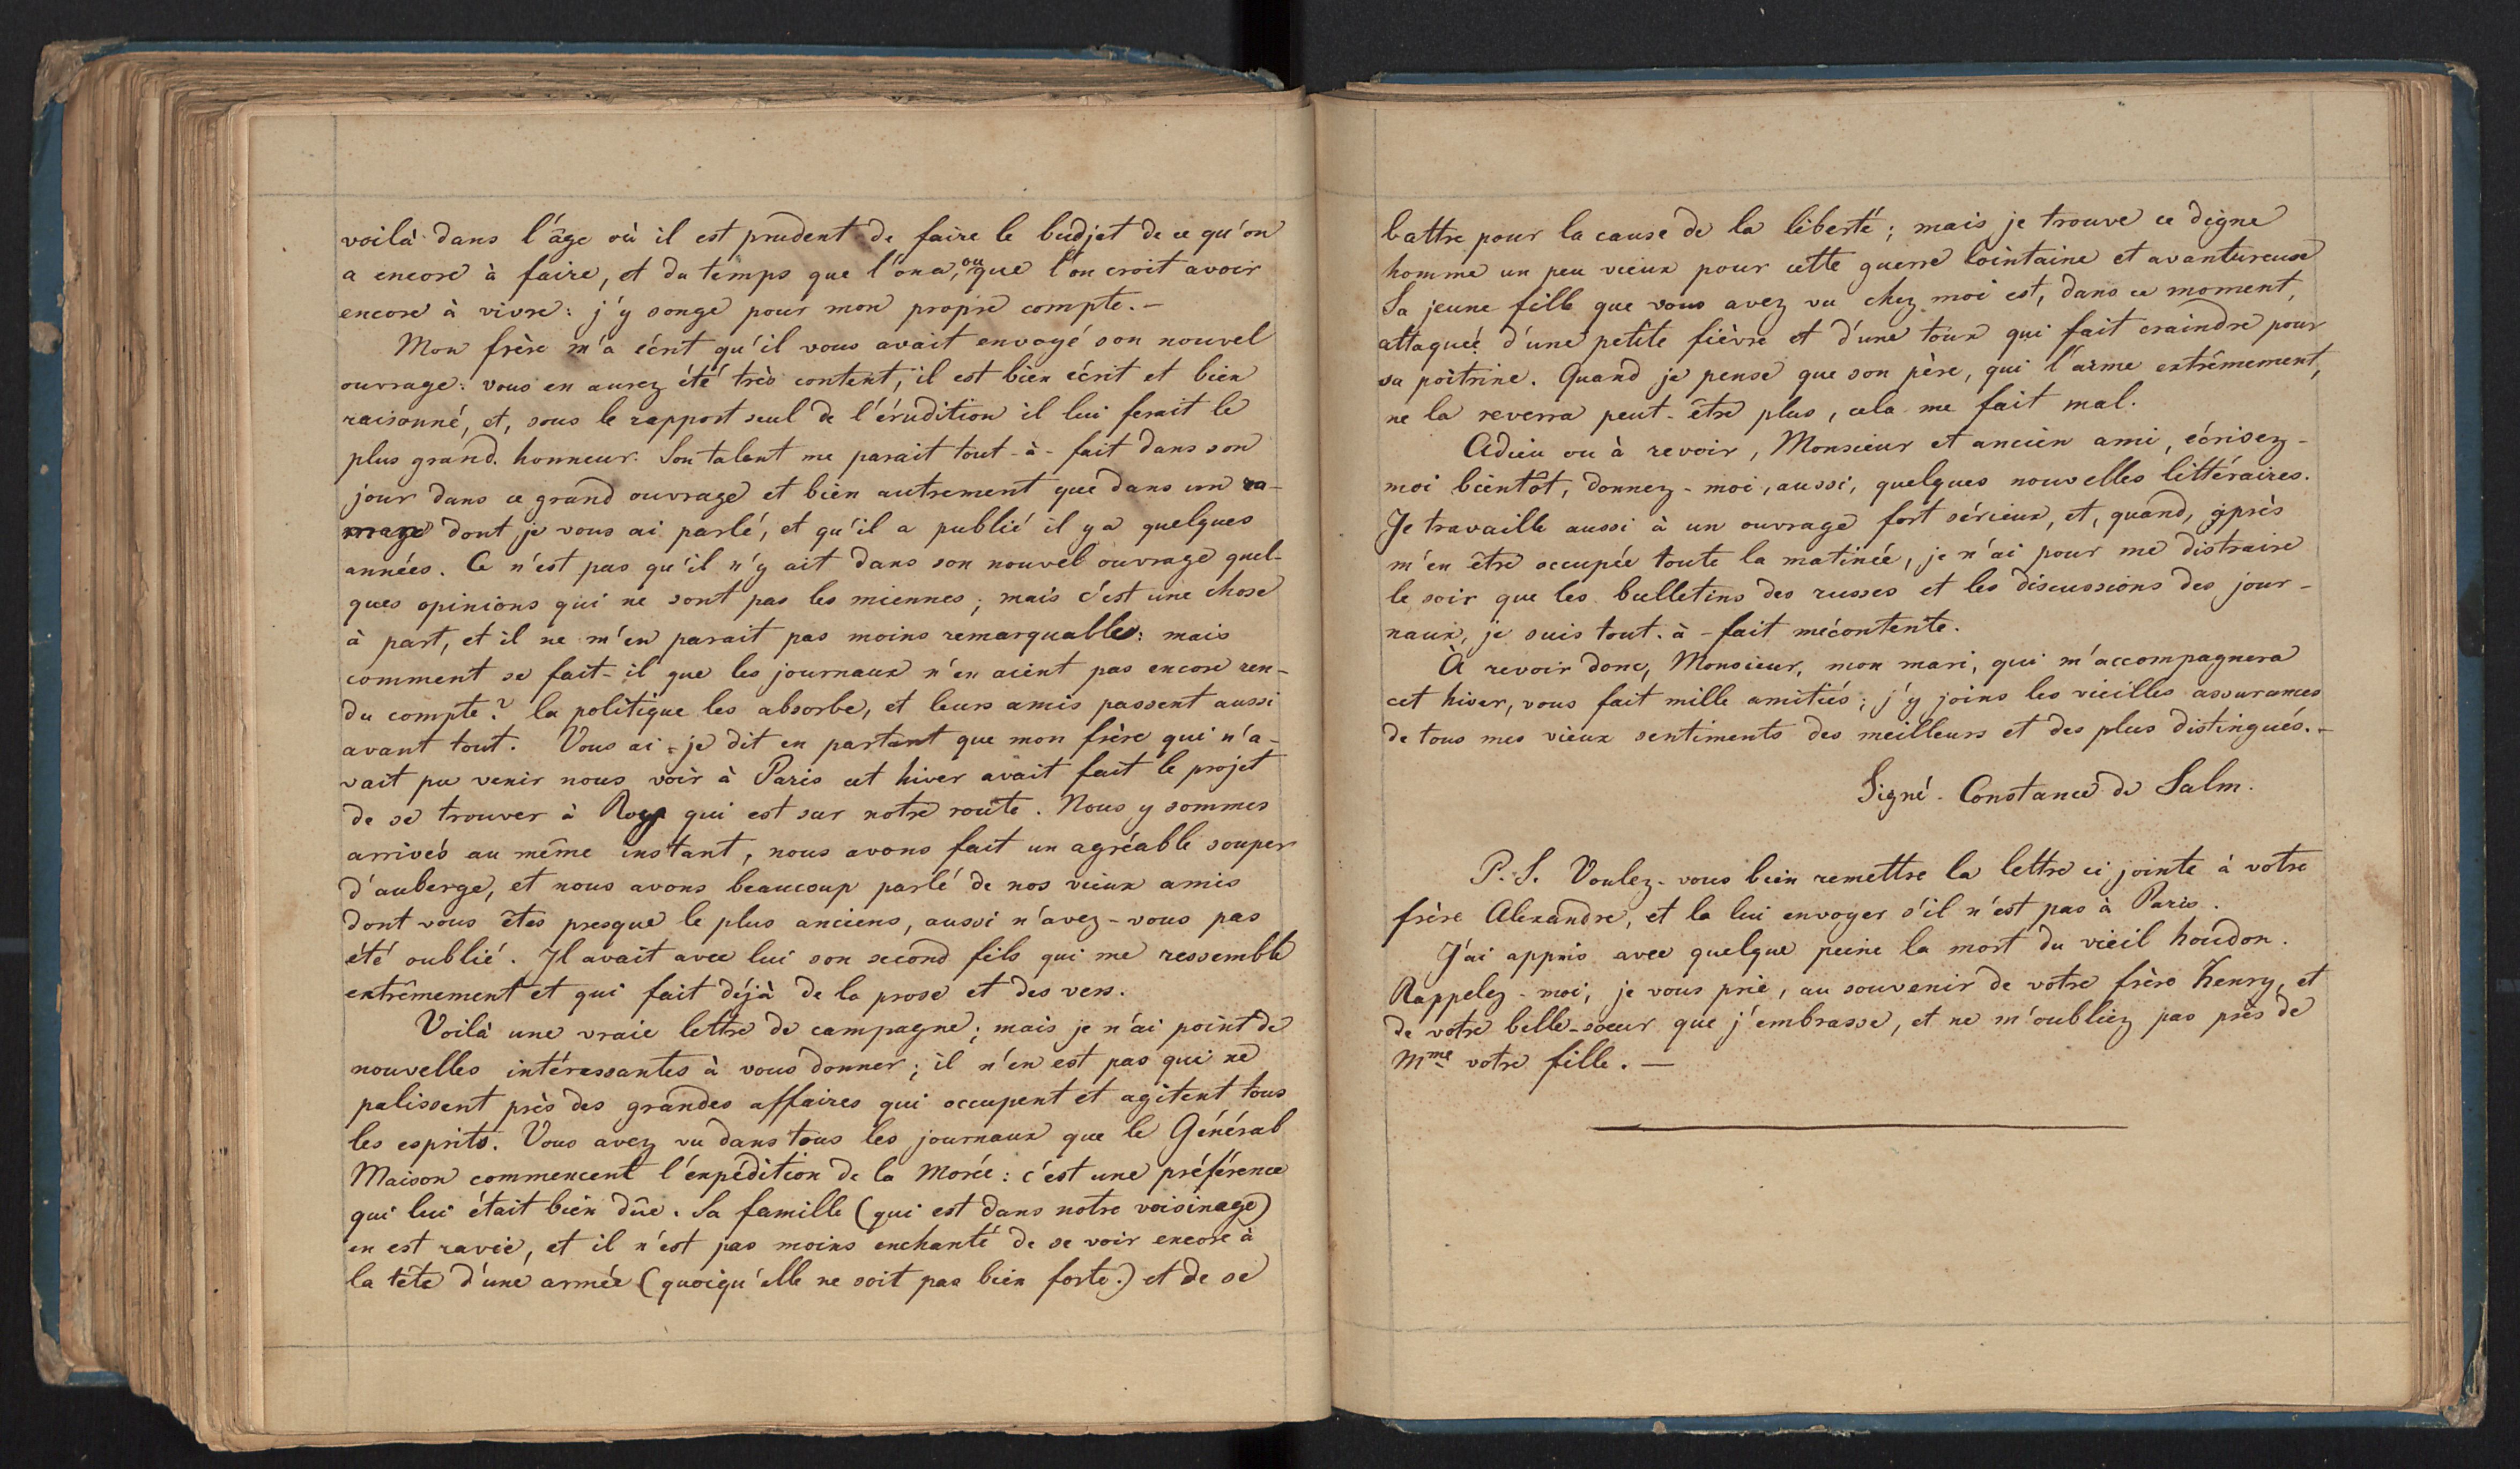 voilà dans l'âge où il est prudent de faire le budjet de ce qu'on
a encore à faire, et du temps que l'on a, ou que l'on croit avoir
encore à vivre : j'y songe pour mon propre compte. -
Mon frère m'a écrit qu'il vous avait envoyé son nouvel
ouvrage : vous en aurez été très content, il est bien écrit et bien
raisonné, et, sous le rapport seul de l'érudition il lui ferait le
plus grand. honneur. Son talent me parait tout-à-fait dans son
jour dans ce grand ouvrage et bien autrement que dans un
dont je vous ai parlé, et qu'il a publié il y a quelques
années. Ce n'est pas qu'il n'y ait dans son nouvel ouvrage quel-
ques opinions qui ne sont pas les miennes ; mais c'est une chose
à part, et il ne m'en parait pas moins remarquable : mais
comment se fait-il que les journaux n'en aient pas encore ren-
du compte ? la politique les absorbe, et leurs amis passent aussi
avant tout. Vous ai-je dit en partant que mon frère qui n'a-
vait pu venir nous voir à Paris cet hiver avait fait le projet
de se trouver à Roye qui est sur notre route. Nous y sommes
arrivés au même instant, nous avons fait un agréable souper
d'auberge, et nous avons beaucoup parlé de nos vieux amis
dont vous êtes presque le plus anciens, aussi n'avez-vous pas
été oublié. Il avait avec lui son second fils qui me ressemble
extrêmement et qui fait déjà de la prose et des vers.
Voilà une vraie lettre de campagne ; mais je n'ai point de
nouvelles intéressantes à vous donner ; il n'en est pas qui ne
palissent près des grandes affaires qui occupent et agitent tous
les esprits. Vous avez vu dans tous les journaux que le Général
Maison commencent l'expédition de la Morée : c'est une préférence
qui lui était bien dûe. Sa famille (qui est dans notre voisinage)
en est ravie, et il n'est pas moins enchanté de se voir encore à
la tête d'une armée (quoiqu'elle ne soit pas bien forte.) et de se
battre pour la cause de la liberté ; mais je trouve ce digne
homme un peu vieux pour cette guerre lointaine et avantureuse
Sa jeune fille que vous avez vu chez moi est, dans ce moment,
attaquée d'une petite fièvre et d'une toux qui fait craindre pour
sa poitrine. Quand je pense que son père, qui l'aime extrêmement,
ne la reverra peut-être plus, cela me fait mal.
Adieu ou à revoir, Monsieur et ancien ami, écrivez-
moi bientôt, donnez-moi, aussi, quelques nouvelles littéraires.
Je travaille aussi à un ouvrage fort sérieux, et, quand, après
m'en être occupée toute la matinée, je n'ai pour me distraire
le soir que les bulletins des russes et les discussions des jour-
naux, je suis tout-à-fait mécontente.
À revoir donc, Monsieur, mon mari, qui m'accompagnera
cet hiver, vous fait mille amitiés ; j'y joins les vieilles assurances
de tous mes vieux sentiments des meilleurs et des plus distingués. -
Signé - Constance de Salm.
P.S. Voulez-vous bien remettre la lettre ci jointe à votre
frère Alexandre, et la lui envoyer s'il n'est pas à Paris.
J'ai appris avec quelque peine la mort du vieil houdon.
Rappelez-moi, je vous prie, au souvenir de votre frère henry, et
de votre belle-soeur que j'embrasse, et ne m'oubliez pas près de
Mme votre fille. -